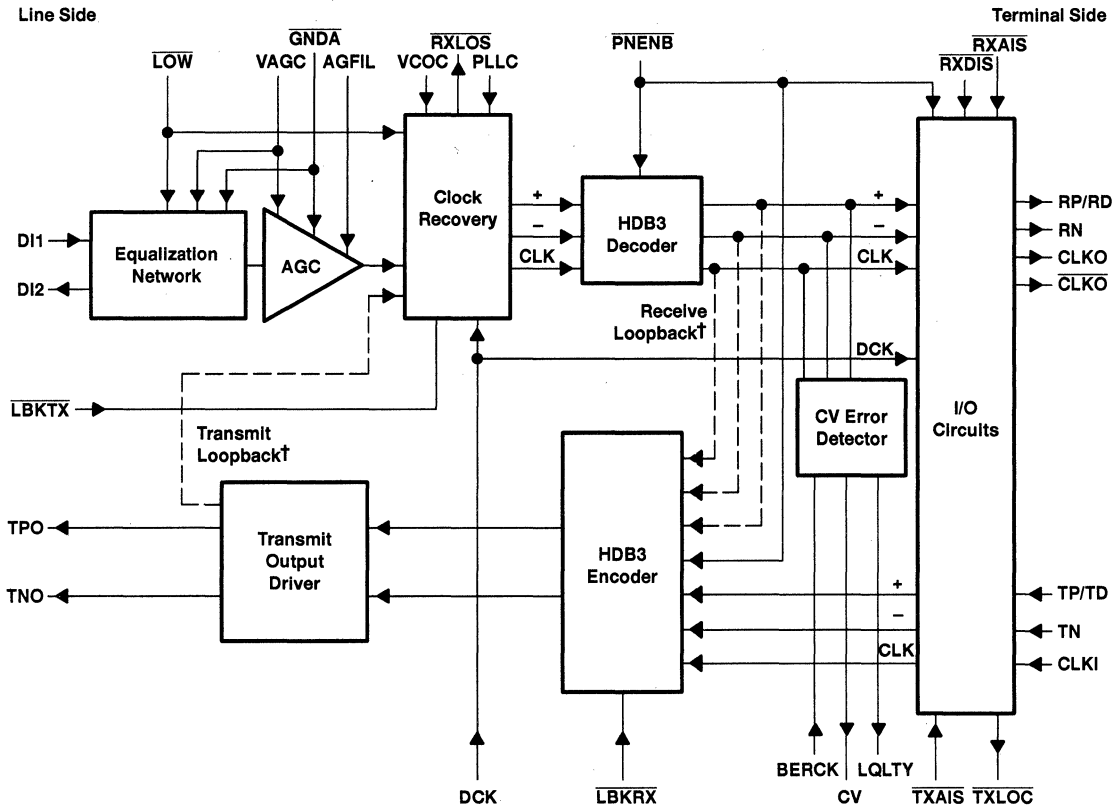 Line Side
Terminal Side
GNDA
RXLOS
PNENB
RXAIS
LOW
VAGC
AGFIL
VCOC
PLLC
RXDIS
Clock
Recovery
+
−
CLK
HDB3
Decoder
+
−
CLK
RP/RD
RN
CLKO
CLKO
DI1
DI2
Equalization
Network
AGC
Receive
Loopback†
DCK
LBKTX
Transmit
Loopback†
CV Error
Detector
I/O
Circuits
TPO
TNO
Transmit
Output
Driver
HDB3
Encoder
+
−
CLK
TP/TD
TN
CLKI
BERCK
LQLTY
DCK
LBKRX
CV
TXAIS
TXLOC